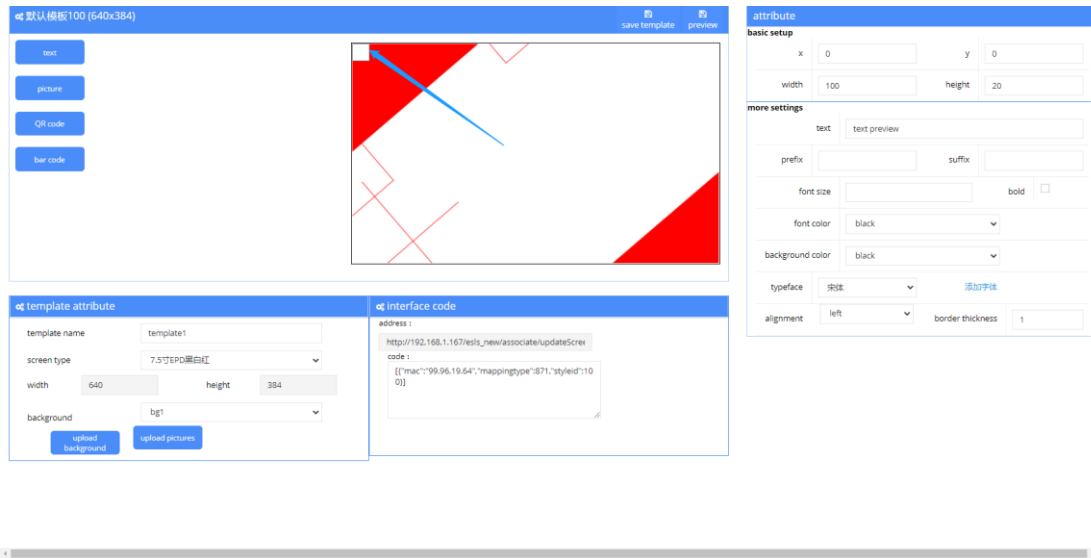 默认模板100 (640x384)
save template
preview
text
picture
QR code
bar code
attribute
basic setup
x 0 y 0
width 100 height 20
more settings
text text preview
prefix suffix
font size bold
font color black
background color black
typeface 宋体 添加字体
alignment left border thickness 1
template attribute
template name template1
screen type 7.5寸EPD黑白红
width 640 height 384
background bg1
upload
background
upload pictures
interface code
address :
http://192.168.1.167/esls_new/associate/updateScree
code :
[{"mac":"99.96.19.64","mappingtype":871,"styleid":10
0}]